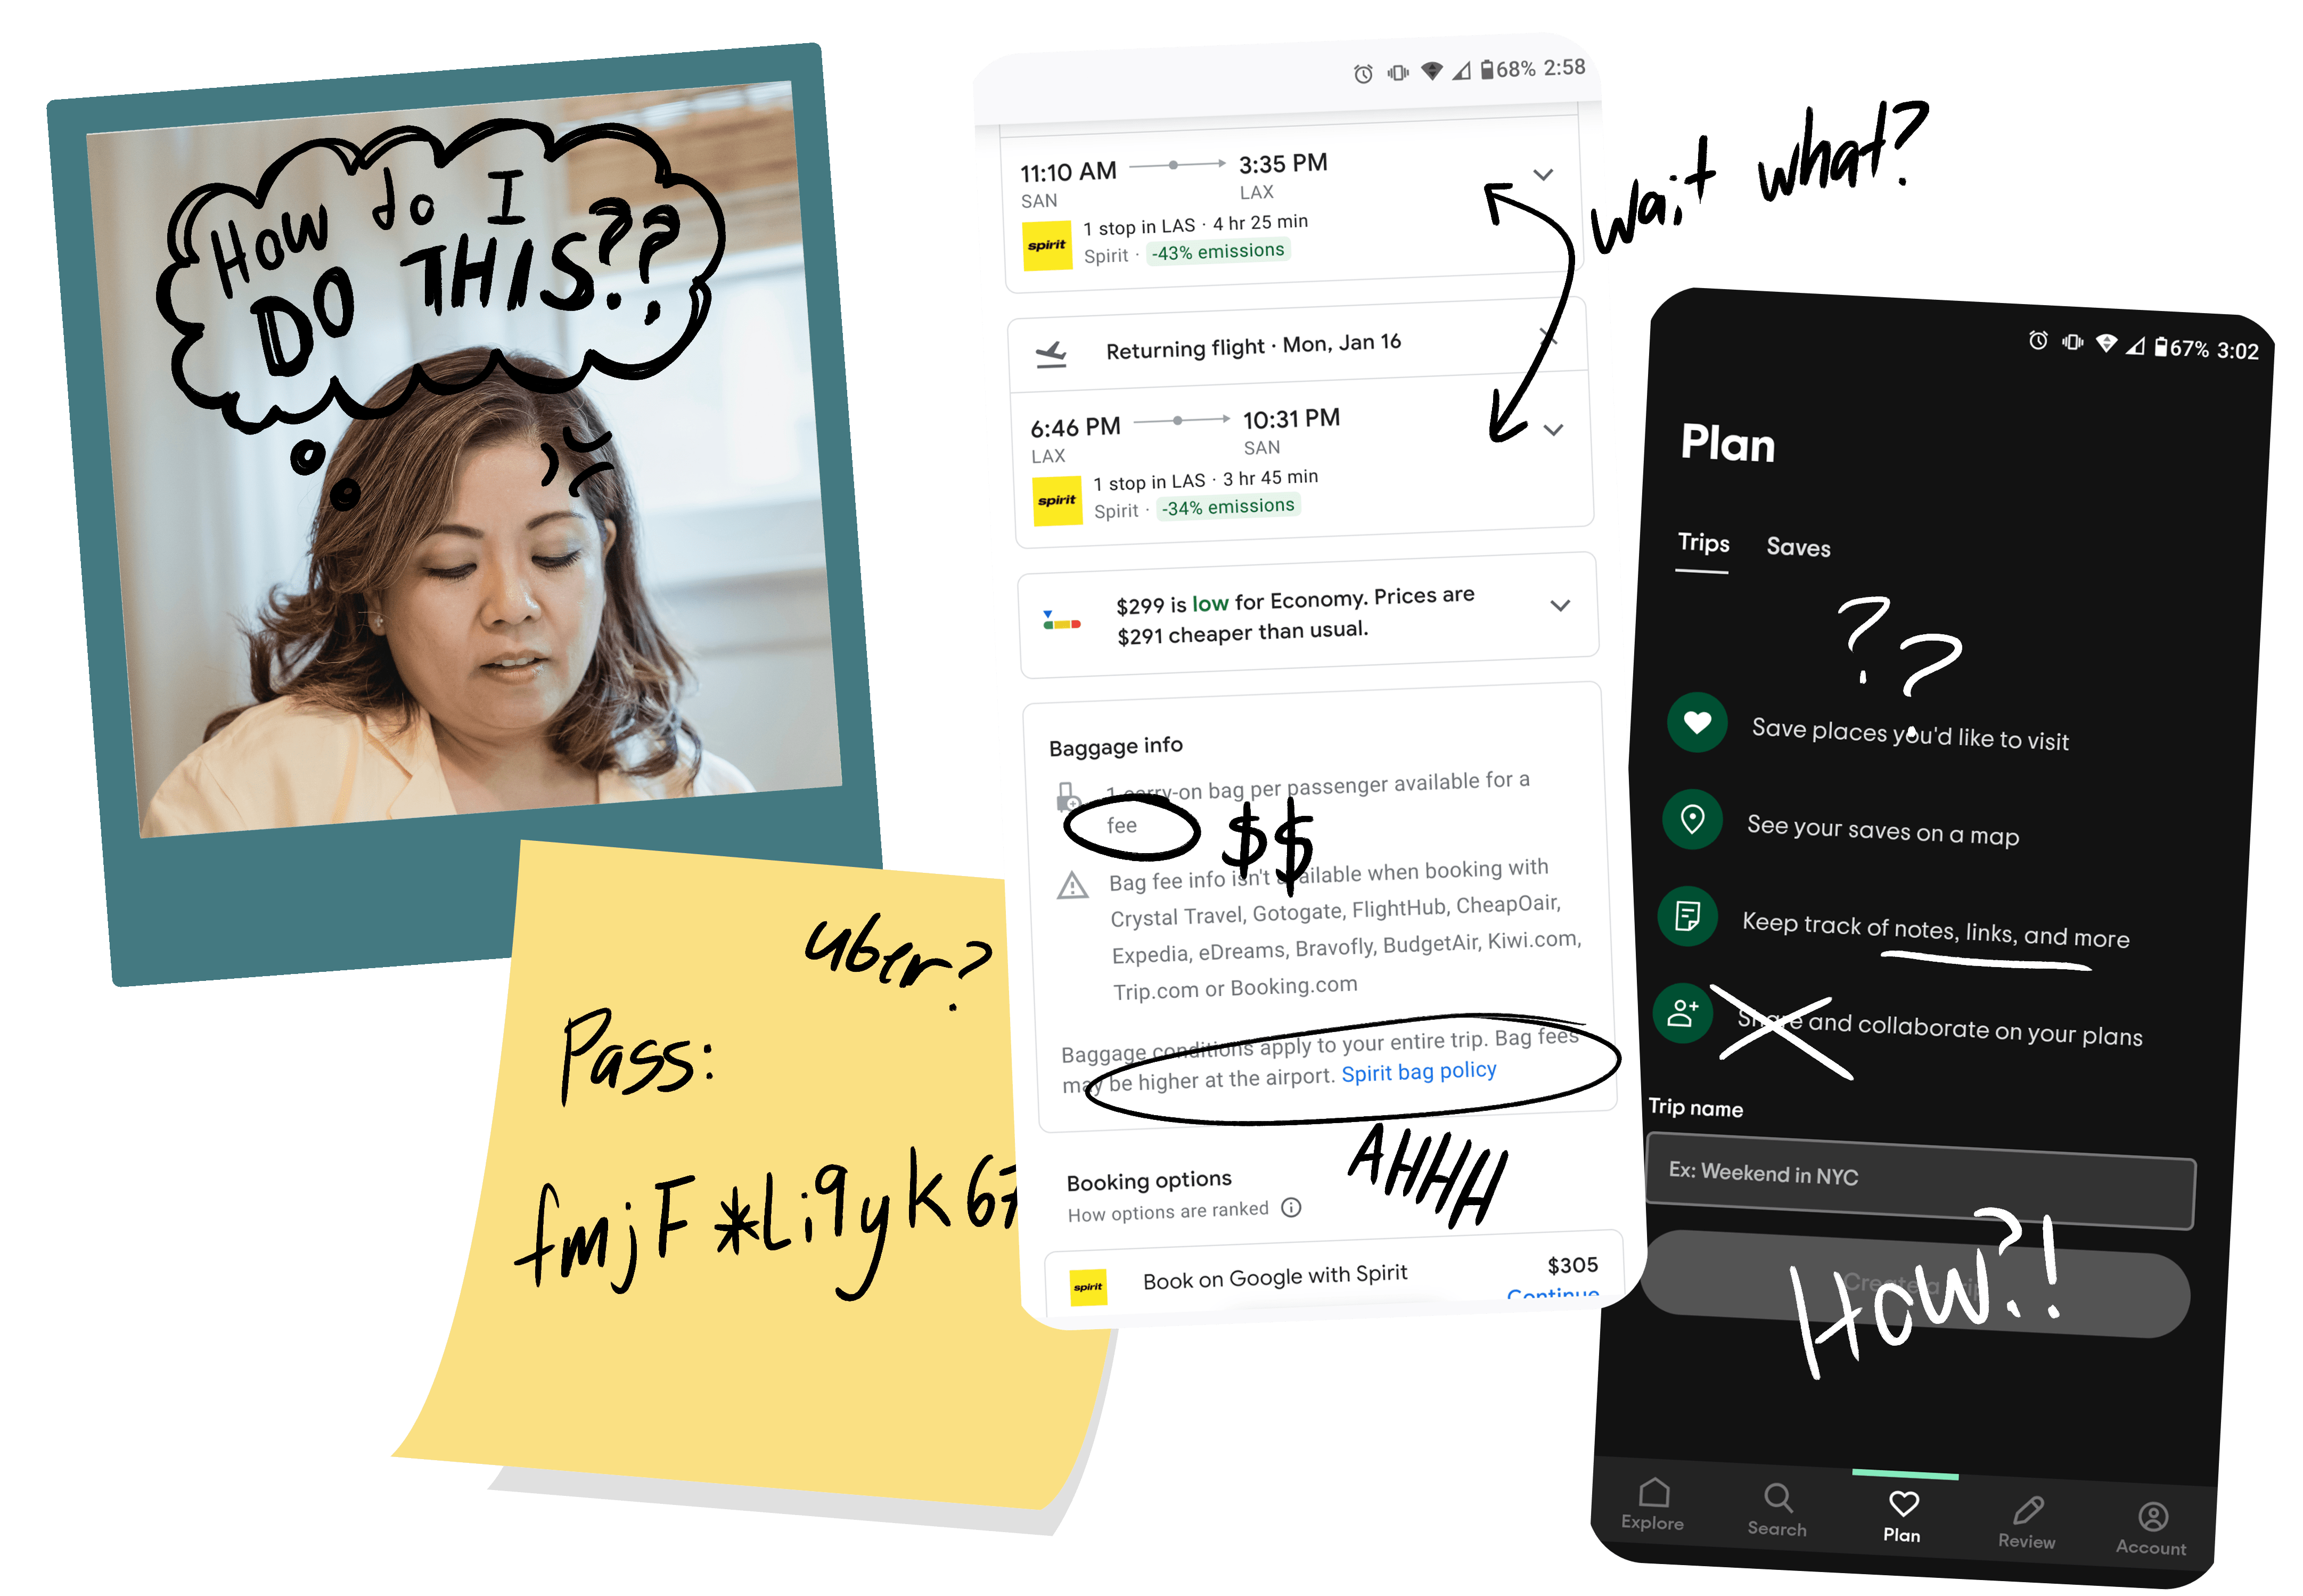 How do I
DO THIS??
uber?
Pass:
fmjF*Li9yk67
68% 2:58
11:10 AM 3:35 PM
SAN LAX
spirit
1 stop in LAS · 4 hr 25 min
Spirit · -43% emissions
wait what?
Returning flight · Mon, Jan 16
6:46 PM 10:31 PM
LAX SAN
spirit
1 stop in LAS · 3 hr 45 min
Spirit · -34% emissions
$299 is low for Economy. Prices are
$291 cheaper than usual.
Baggage info
1 carry-on bag per passenger available for a
fee
$$
Bag fee info isn't available when booking with
Crystal Travel, Gotogate, FlightHub, CheapOair,
Expedia, eDreams, Bravofly, BudgetAir, Kiwi.com,
Trip.com or Booking.com
Baggage conditions apply to your entire trip. Bag fees
may be higher at the airport. Spirit bag policy
AHHH
Booking options
How options are ranked
spirit
Book on Google with Spirit $305
Continue
67% 3:02
Plan
Trips Saves
??
Save places you'd like to visit
See your saves on a map
Keep track of notes, links, and more
Share and collaborate on your plans
Trip name
Ex: Weekend in NYC
Create a trip
How?!
Explore Search Plan Review Account